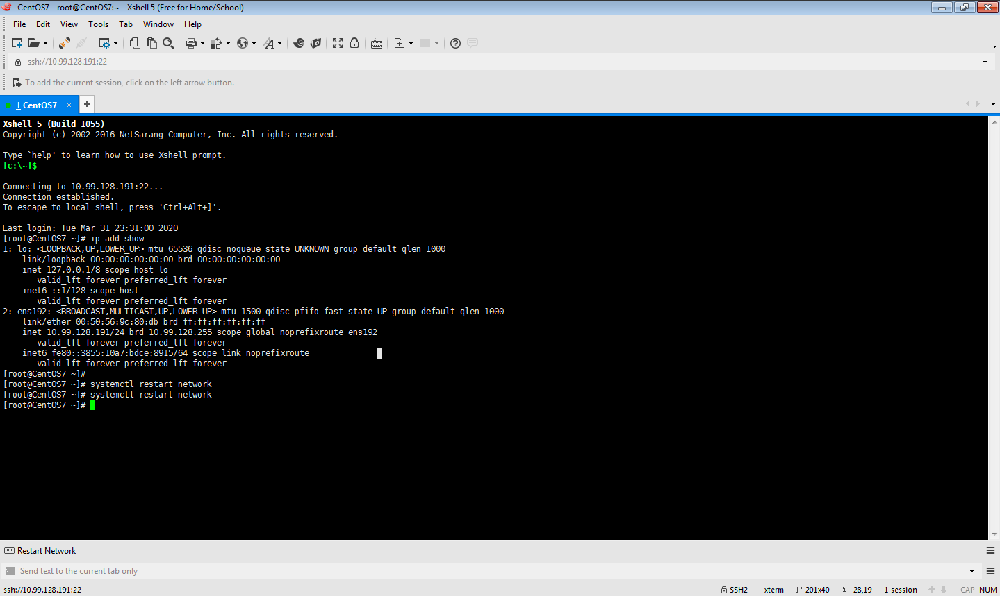 CentOS7 - root@CentOS7:~ - Xshell 5 (Free for Home/School)
File Edit View Tools Tab Window Help
ssh://10.99.128.191:22
To add the current session, click on the left arrow button.
1 CentOS7 × +
Xshell 5 (Build 1055)
Copyright (c) 2002-2016 NetSarang Computer, Inc. All rights reserved.
Type `help' to learn how to use Xshell prompt.
[c:\~]$
Connecting to 10.99.128.191:22...
Connection established.
To escape to local shell, press 'Ctrl+Alt+]'.
Last login: Tue Mar 31 23:31:00 2020
[root@CentOS7 ~]# ip add show
1: lo: <LOOPBACK,UP,LOWER_UP> mtu 65536 qdisc noqueue state UNKNOWN group default qlen 1000
link/loopback 00:00:00:00:00:00 brd 00:00:00:00:00:00
inet 127.0.0.1/8 scope host lo
valid_lft forever preferred_lft forever
inet6 ::1/128 scope host
valid_lft forever preferred_lft forever
2: ens192: <BROADCAST,MULTICAST,UP,LOWER_UP> mtu 1500 qdisc pfifo_fast state UP group default qlen 1000
link/ether 00:50:56:9c:80:db brd ff:ff:ff:ff:ff:ff
inet 10.99.128.191/24 brd 10.99.128.255 scope global noprefixroute ens192
valid_lft forever preferred_lft forever
inet6 fe80::3855:10a7:bdce:8915/64 scope link noprefixroute
valid_lft forever preferred_lft forever
[root@CentOS7 ~]#
[root@CentOS7 ~]# systemctl restart network
[root@CentOS7 ~]# systemctl restart network
[root@CentOS7 ~]#
Restart Network
Send text to the current tab only
ssh://10.99.128.191:22 SSH2 xterm 201x40 28,19 1 session CAP NUM